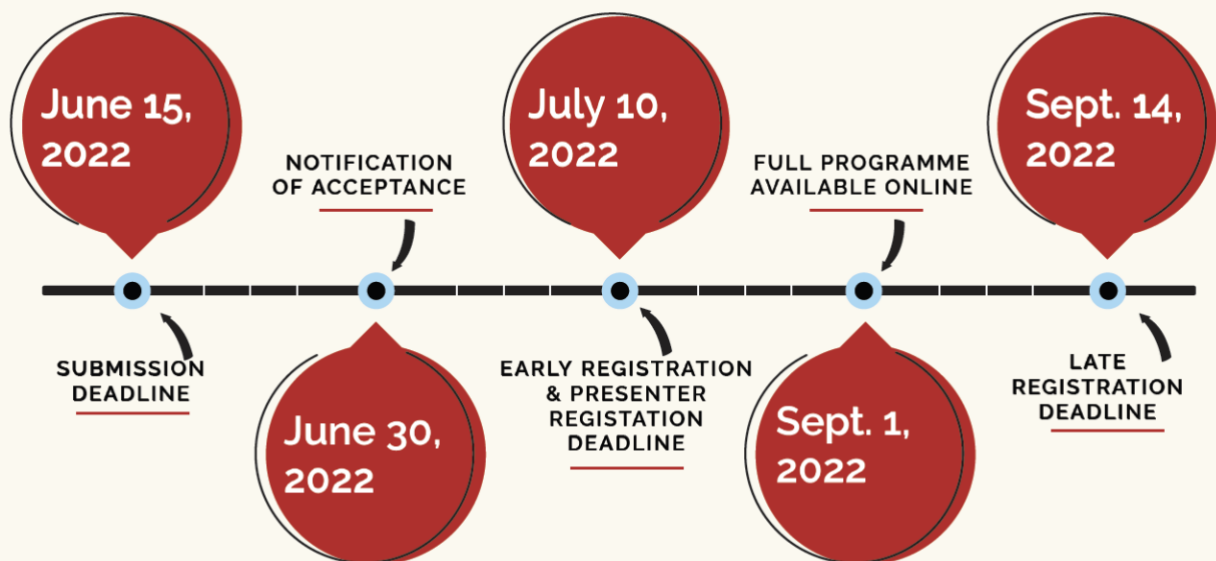 June 15,
2022
SUBMISSION
DEADLINE
NOTIFICATION
OF ACCEPTANCE
June 30,
2022
July 10,
2022
EARLY REGISTRATION
& PRESENTER
REGISTATION
DEADLINE
FULL PROGRAMME
AVAILABLE ONLINE
Sept. 1,
2022
Sept. 14,
2022
LATE
REGISTRATION
DEADLINE